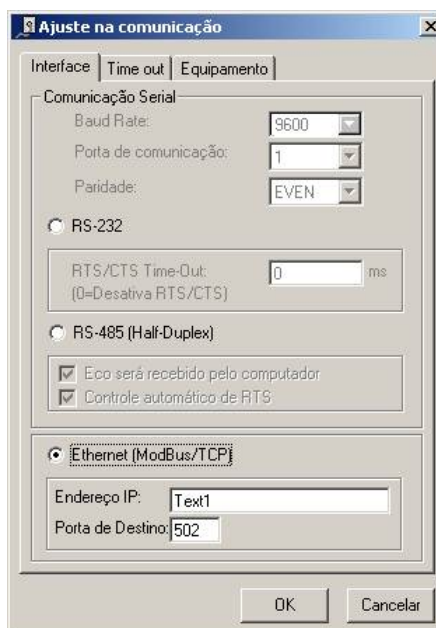 Ajuste na comunicação
Interface Time out Equipamento
Comunicação Serial
Baud Rate: 9600
Porta de comunicação: 1
Paridade: EVEN
RS-232
RTS/CTS Time-Out: 0 ms
(0=Desativa RTS/CTS)
RS-485 (Half-Duplex)
Eco será recebido pelo computador
Controle automático de RTS
Ethernet (ModBus/TCP)
Endereço IP: Text1
Porta de Destino: 502
OK Cancelar